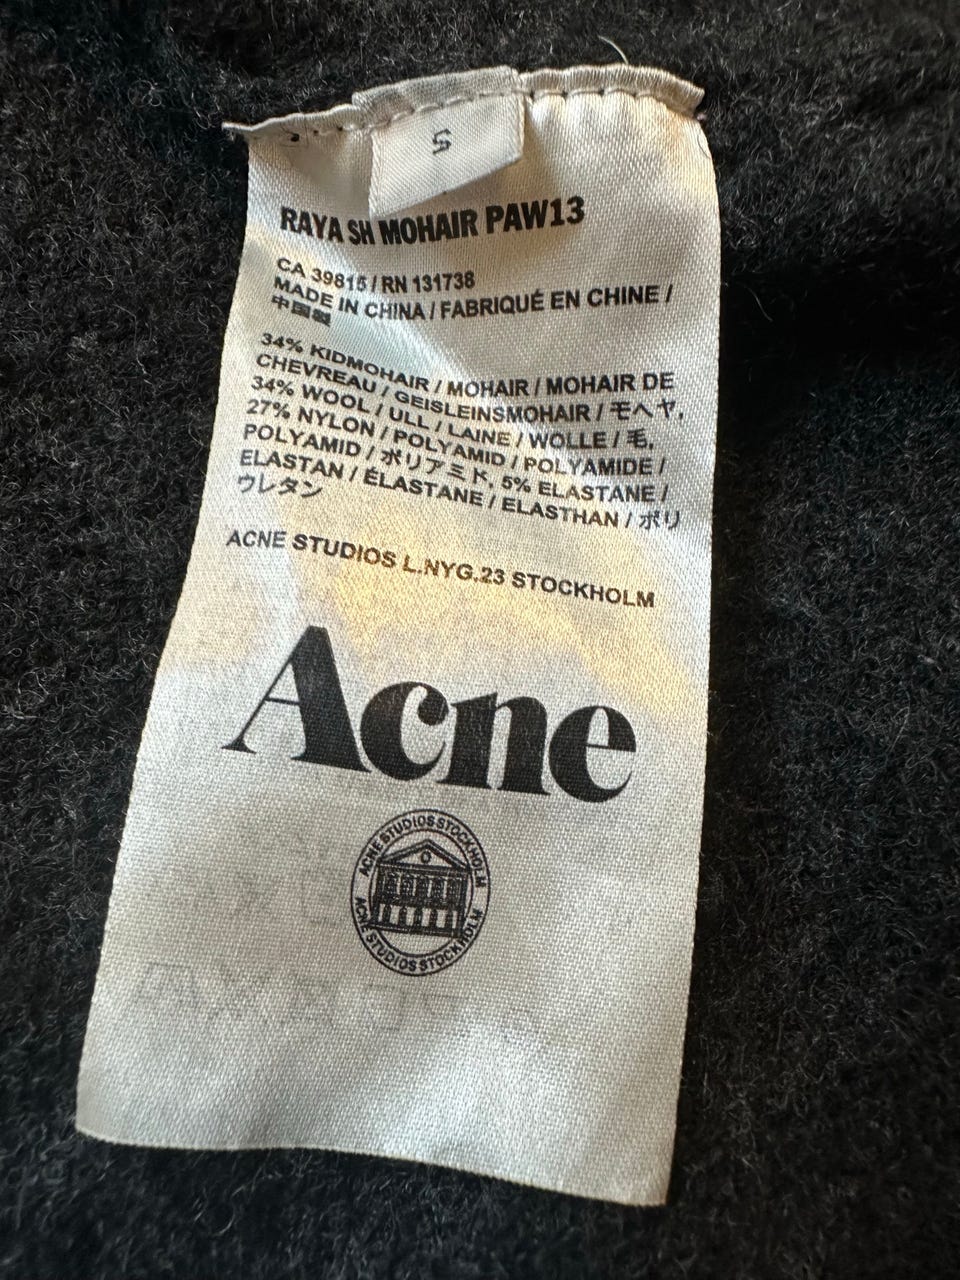 S
RAYA SH MOHAIR PAW13
CA 39815 / RN 131738
MADE IN CHINA / FABRIQUÉ EN CHINE /
中国製
34% KIDMOHAIR / MOHAIR / MOHAIR DE
CHEVREAU / GEISLEINSMOHAIR / モヘヤ,
34% WOOL / ULL / LAINE / WOLLE / 毛,
27% NYLON / POLYAMID / POLYAMIDE /
POLYAMID / ポリアミド, 5% ELASTANE /
ELASTAN / ÉLASTANE / ELASTHAN / ポリ
ウレタン
ACNE STUDIOS L.NYG.23 STOCKHOLM
Acne
ACNE STUDIOS STOCKHOLM
ACNE STUDIOS STOCKHOLM